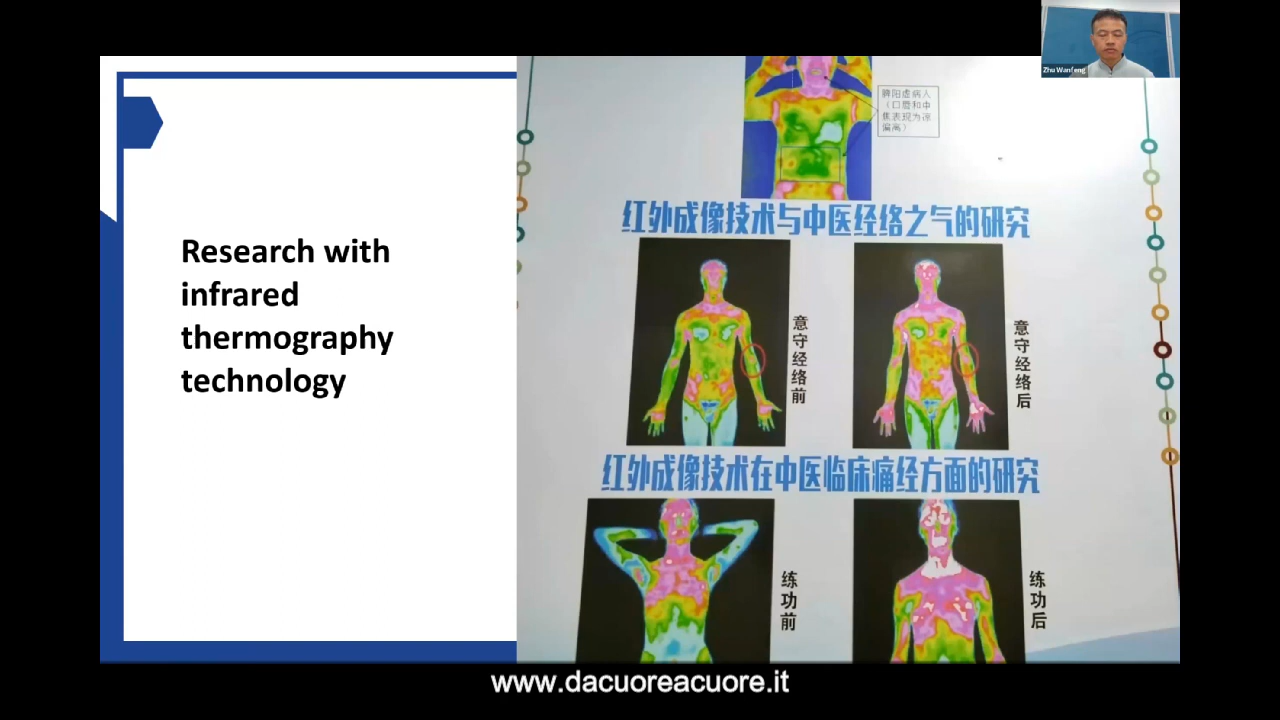 Zhu Wanfeng
Research with
infrared
thermography
technology
脾阳虚病人
（口唇和中
焦表现为凉
偏离）
红外成像技术与中医经络之气的研究
意守经络前
意守经络后
红外成像技术在中医临床痛经方面的研究
练功前
练功后
www.dacuoreacuore.it